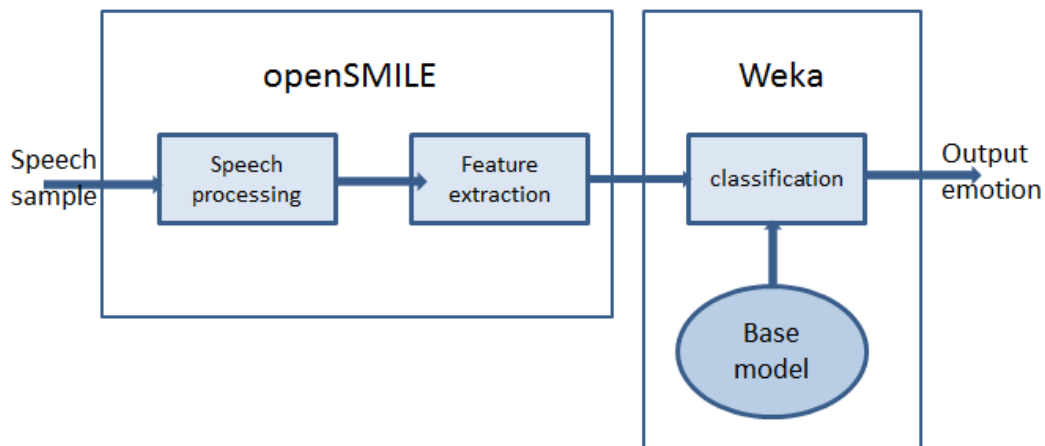 openSMILE
Weka
Speech
sample
Speech
processing
Feature
extraction
classification
Output
emotion
Base
model